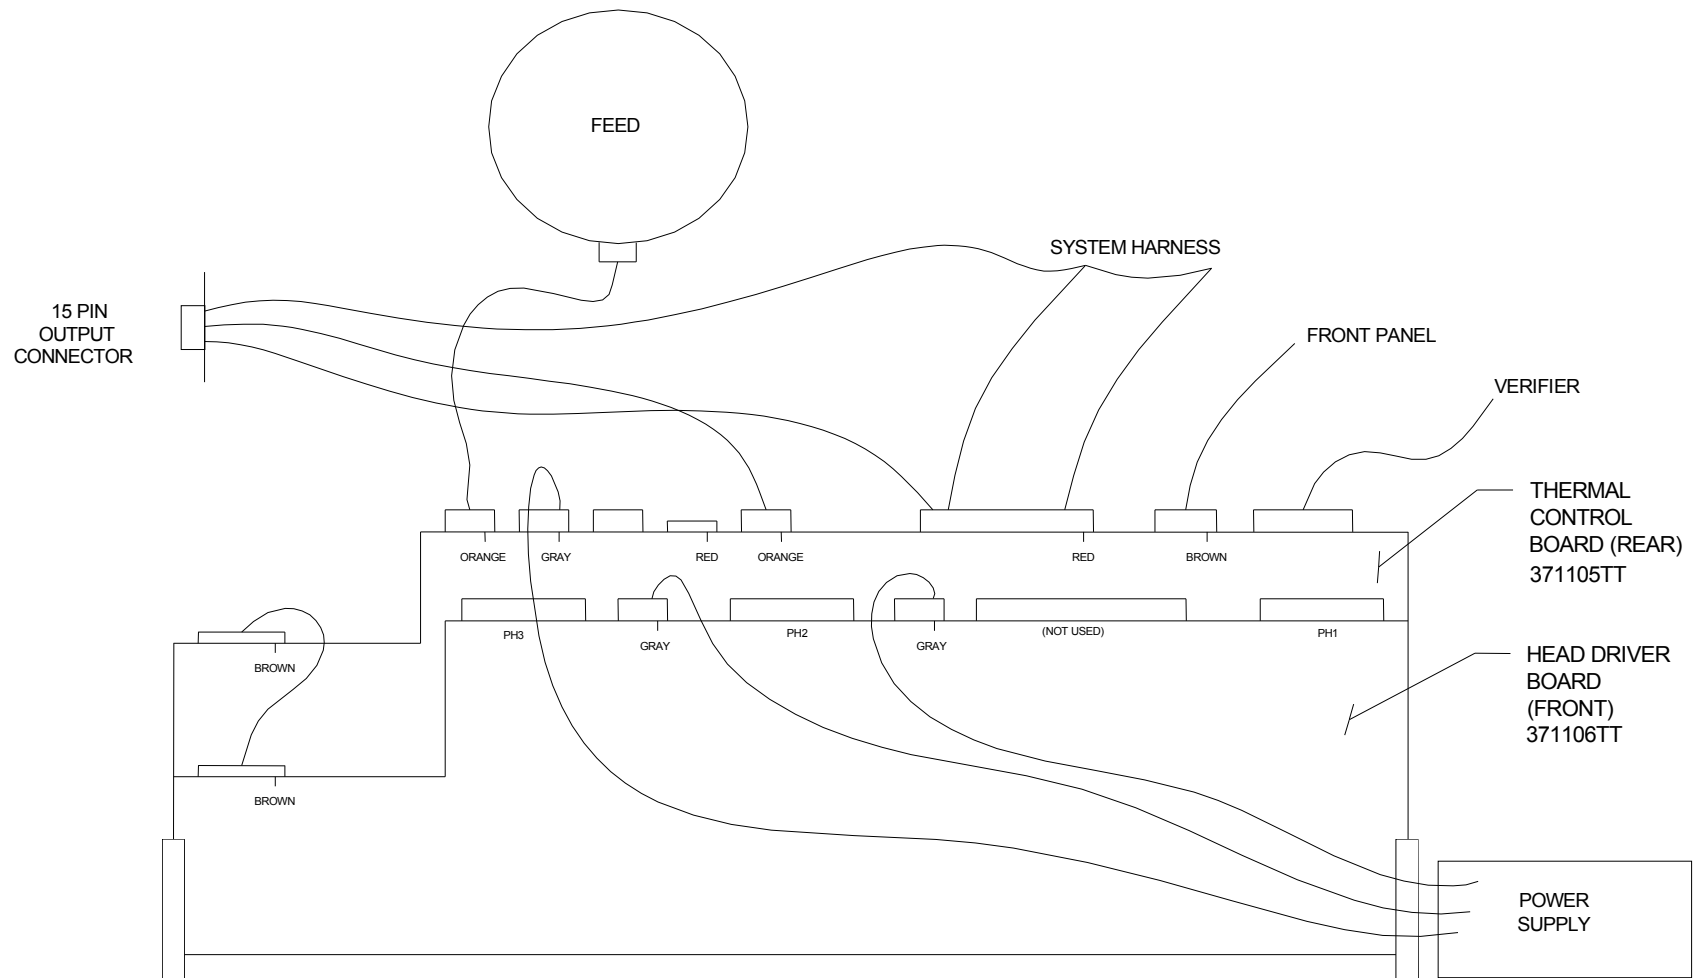 FEED
SYSTEM HARNESS
15 PIN
OUTPUT
CONNECTOR
FRONT PANEL
VERIFIER
THERMAL
CONTROL
BOARD (REAR)
371105TT
ORANGE
GRAY
RED
ORANGE
RED
BROWN
PH3
GRAY
PH2
GRAY
(NOT USED)
PH1
HEAD DRIVER
BOARD
(FRONT)
371106TT
BROWN
BROWN
POWER
SUPPLY